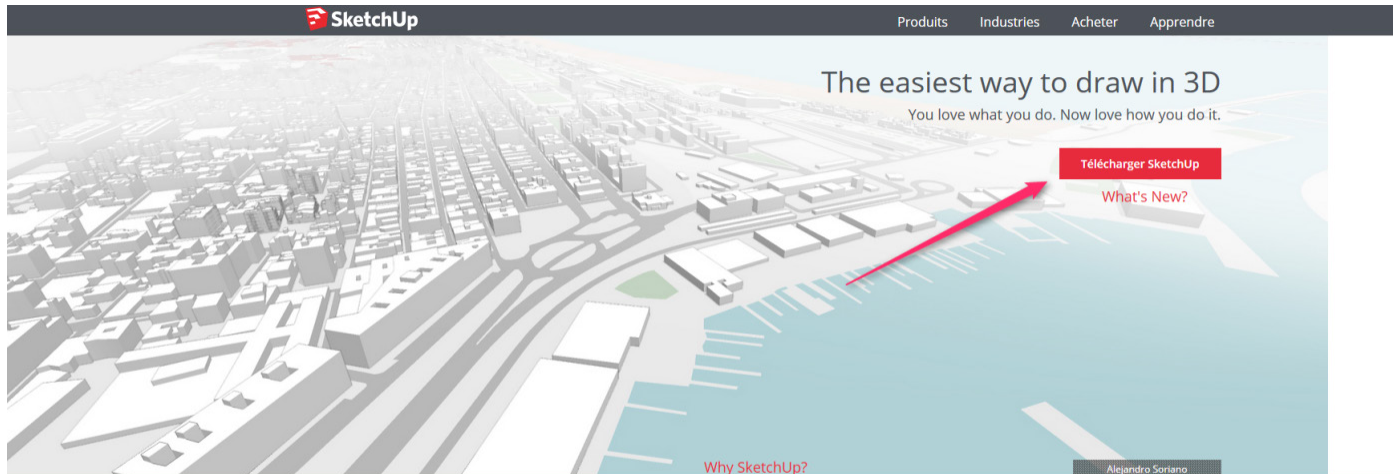 SketchUp
Produits Industries Acheter Apprendre
The easiest way to draw in 3D
You love what you do. Now love how you do it.
Télécharger SketchUp
What's New?
Why SketchUp?
Alejandro Soriano